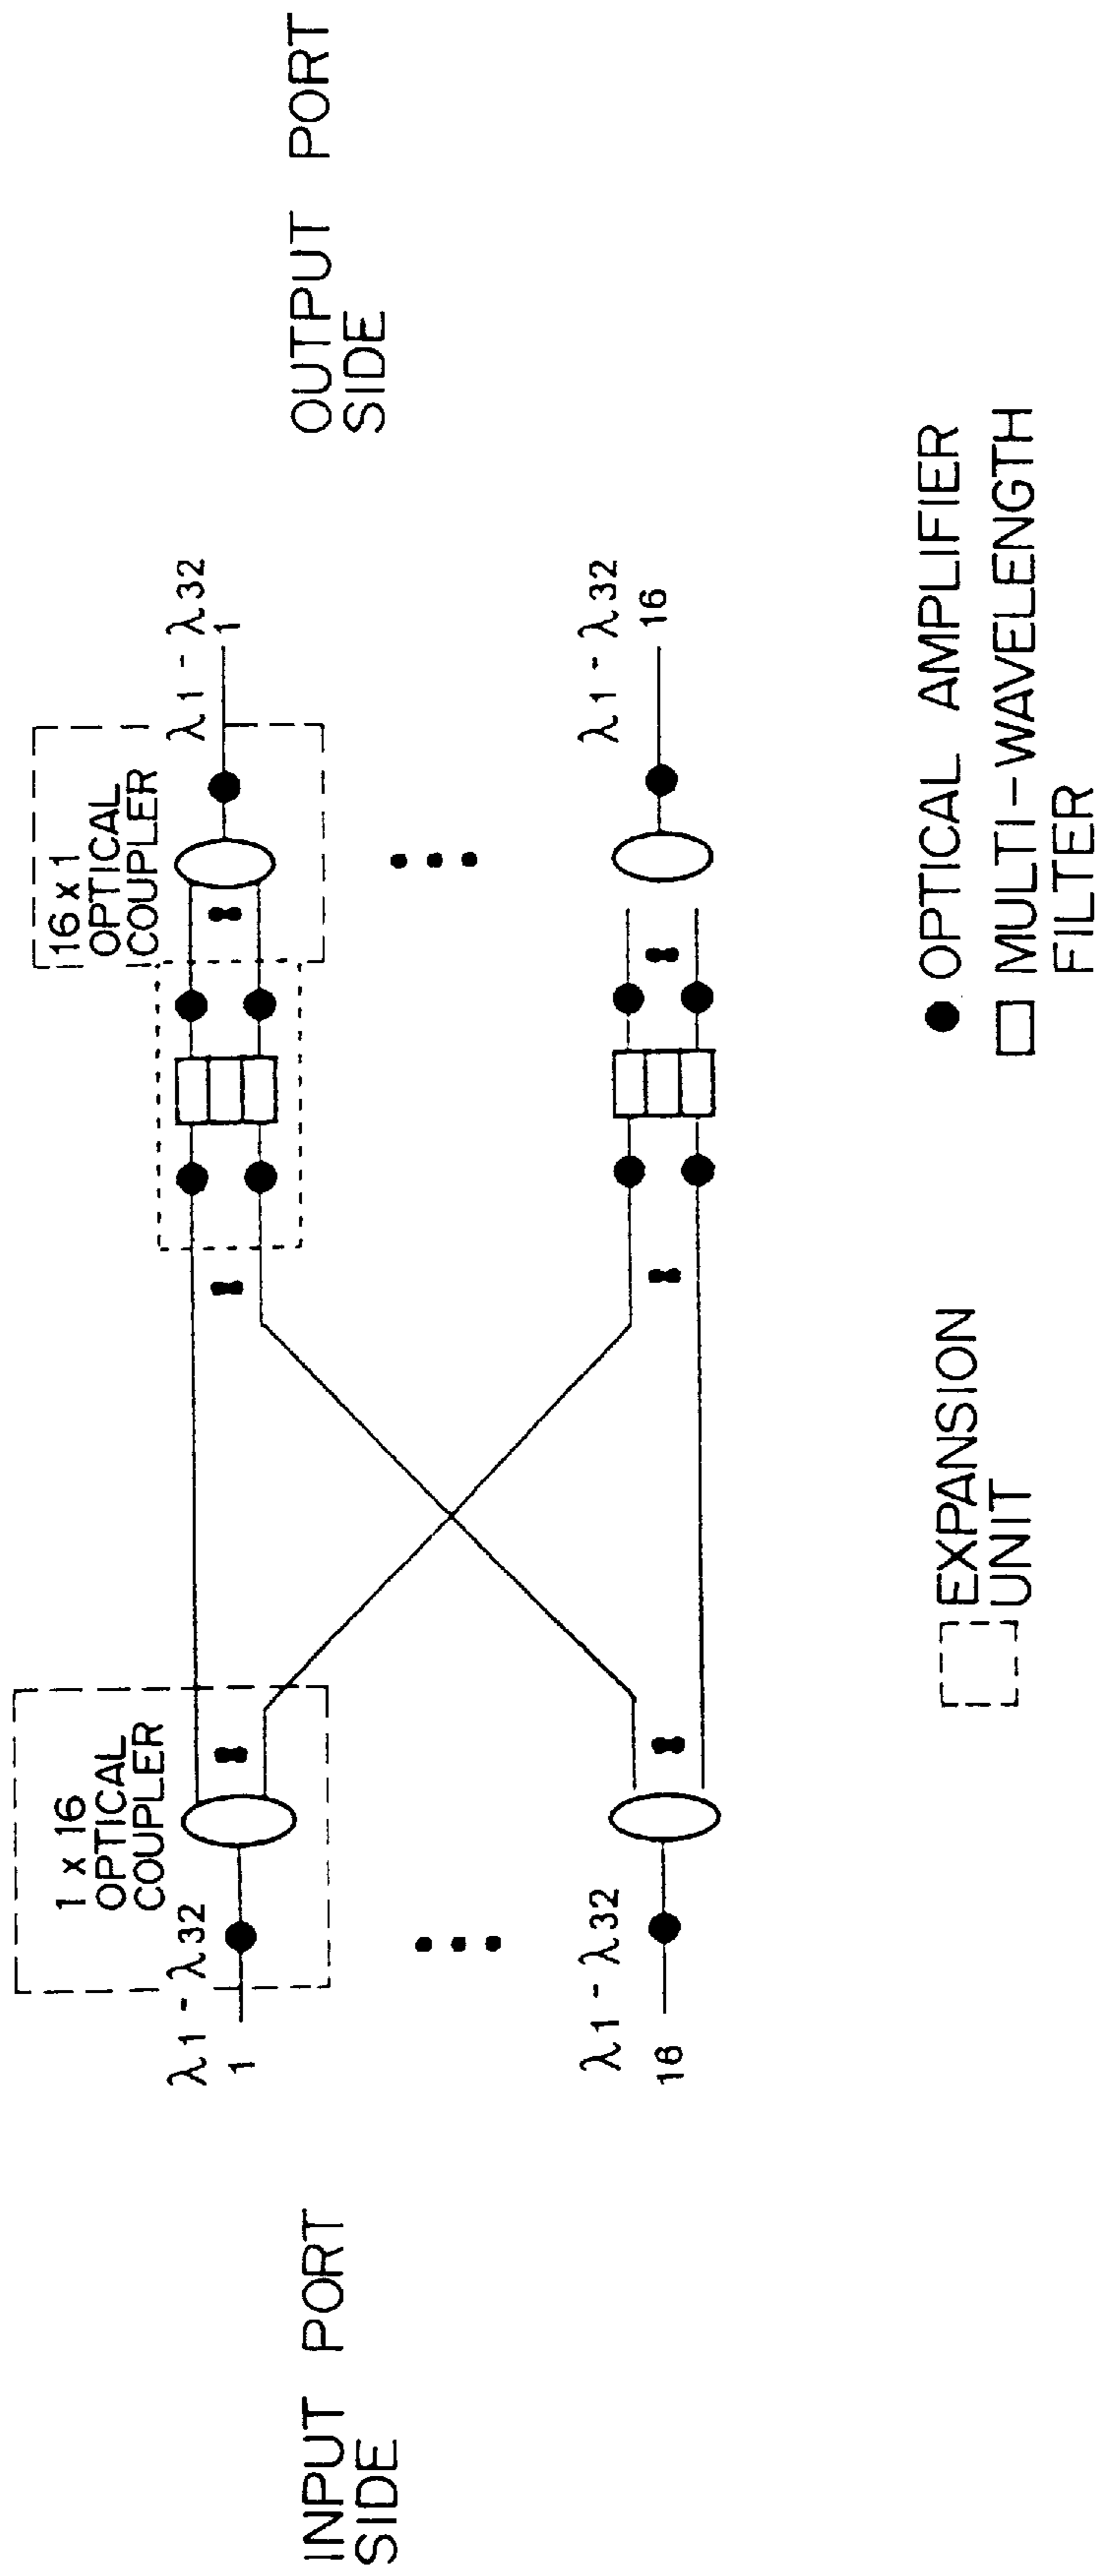 INPUT PORT
SIDE
OUTPUT PORT
SIDE
1 x 16
OPTICAL
COUPLER
λ1 - λ32
1
16 x 1
OPTICAL
COUPLER
λ1 - λ32
1
λ1 - λ32
16
λ1 - λ32
16
EXPANSION
UNIT
OPTICAL AMPLIFIER
MULTI-WAVELENGTH
FILTER